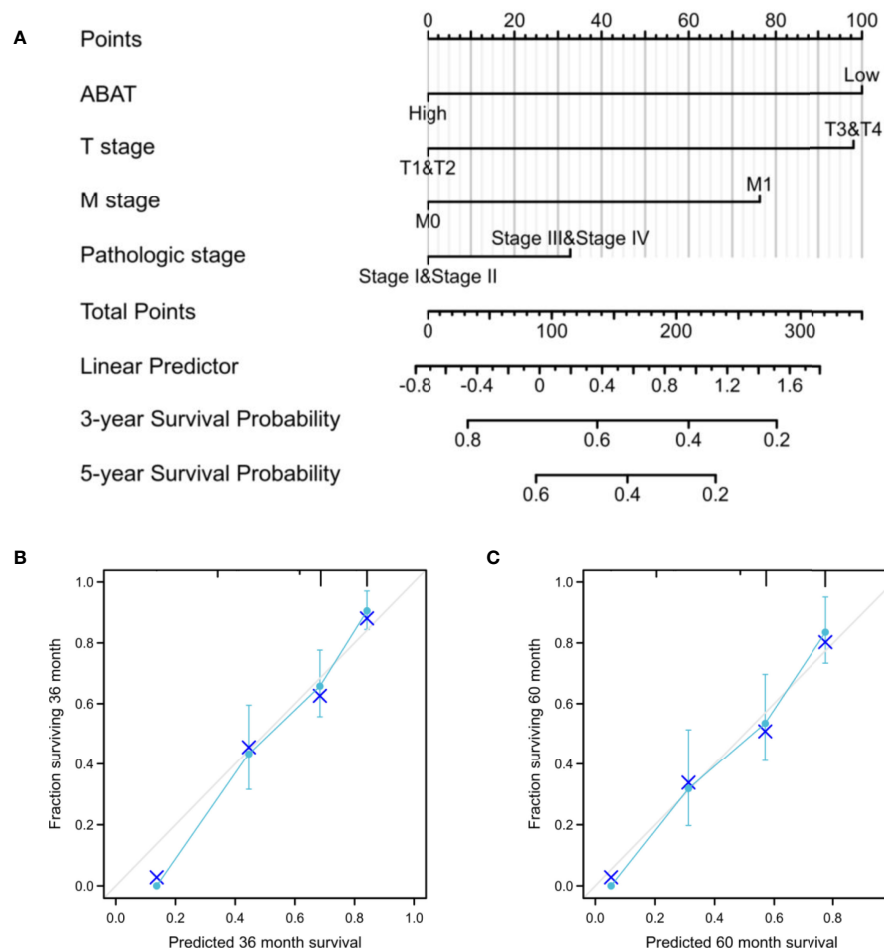 A
Points
0 20 40 60 80 100
ABAT
Low
High
T stage
T3&T4
T1&T2
M stage
M1
M0
Pathologic stage
Stage III&Stage IV
Stage I&Stage II
Total Points
0 100 200 300
Linear Predictor
-0.8 -0.4 0 0.4 0.8 1.2 1.6
3-year Survival Probability
0.8 0.6 0.4 0.2
5-year Survival Probability
0.6 0.4 0.2
B
Fraction surviving 36 month
1.0
0.8
0.6
0.4
0.2
0.0
0.0 0.2 0.4 0.6 0.8 1.0
Predicted 36 month survival
C
Fraction surviving 60 month
1.0
0.8
0.6
0.4
0.2
0.0
0.0 0.2 0.4 0.6 0.8
Predicted 60 month survival